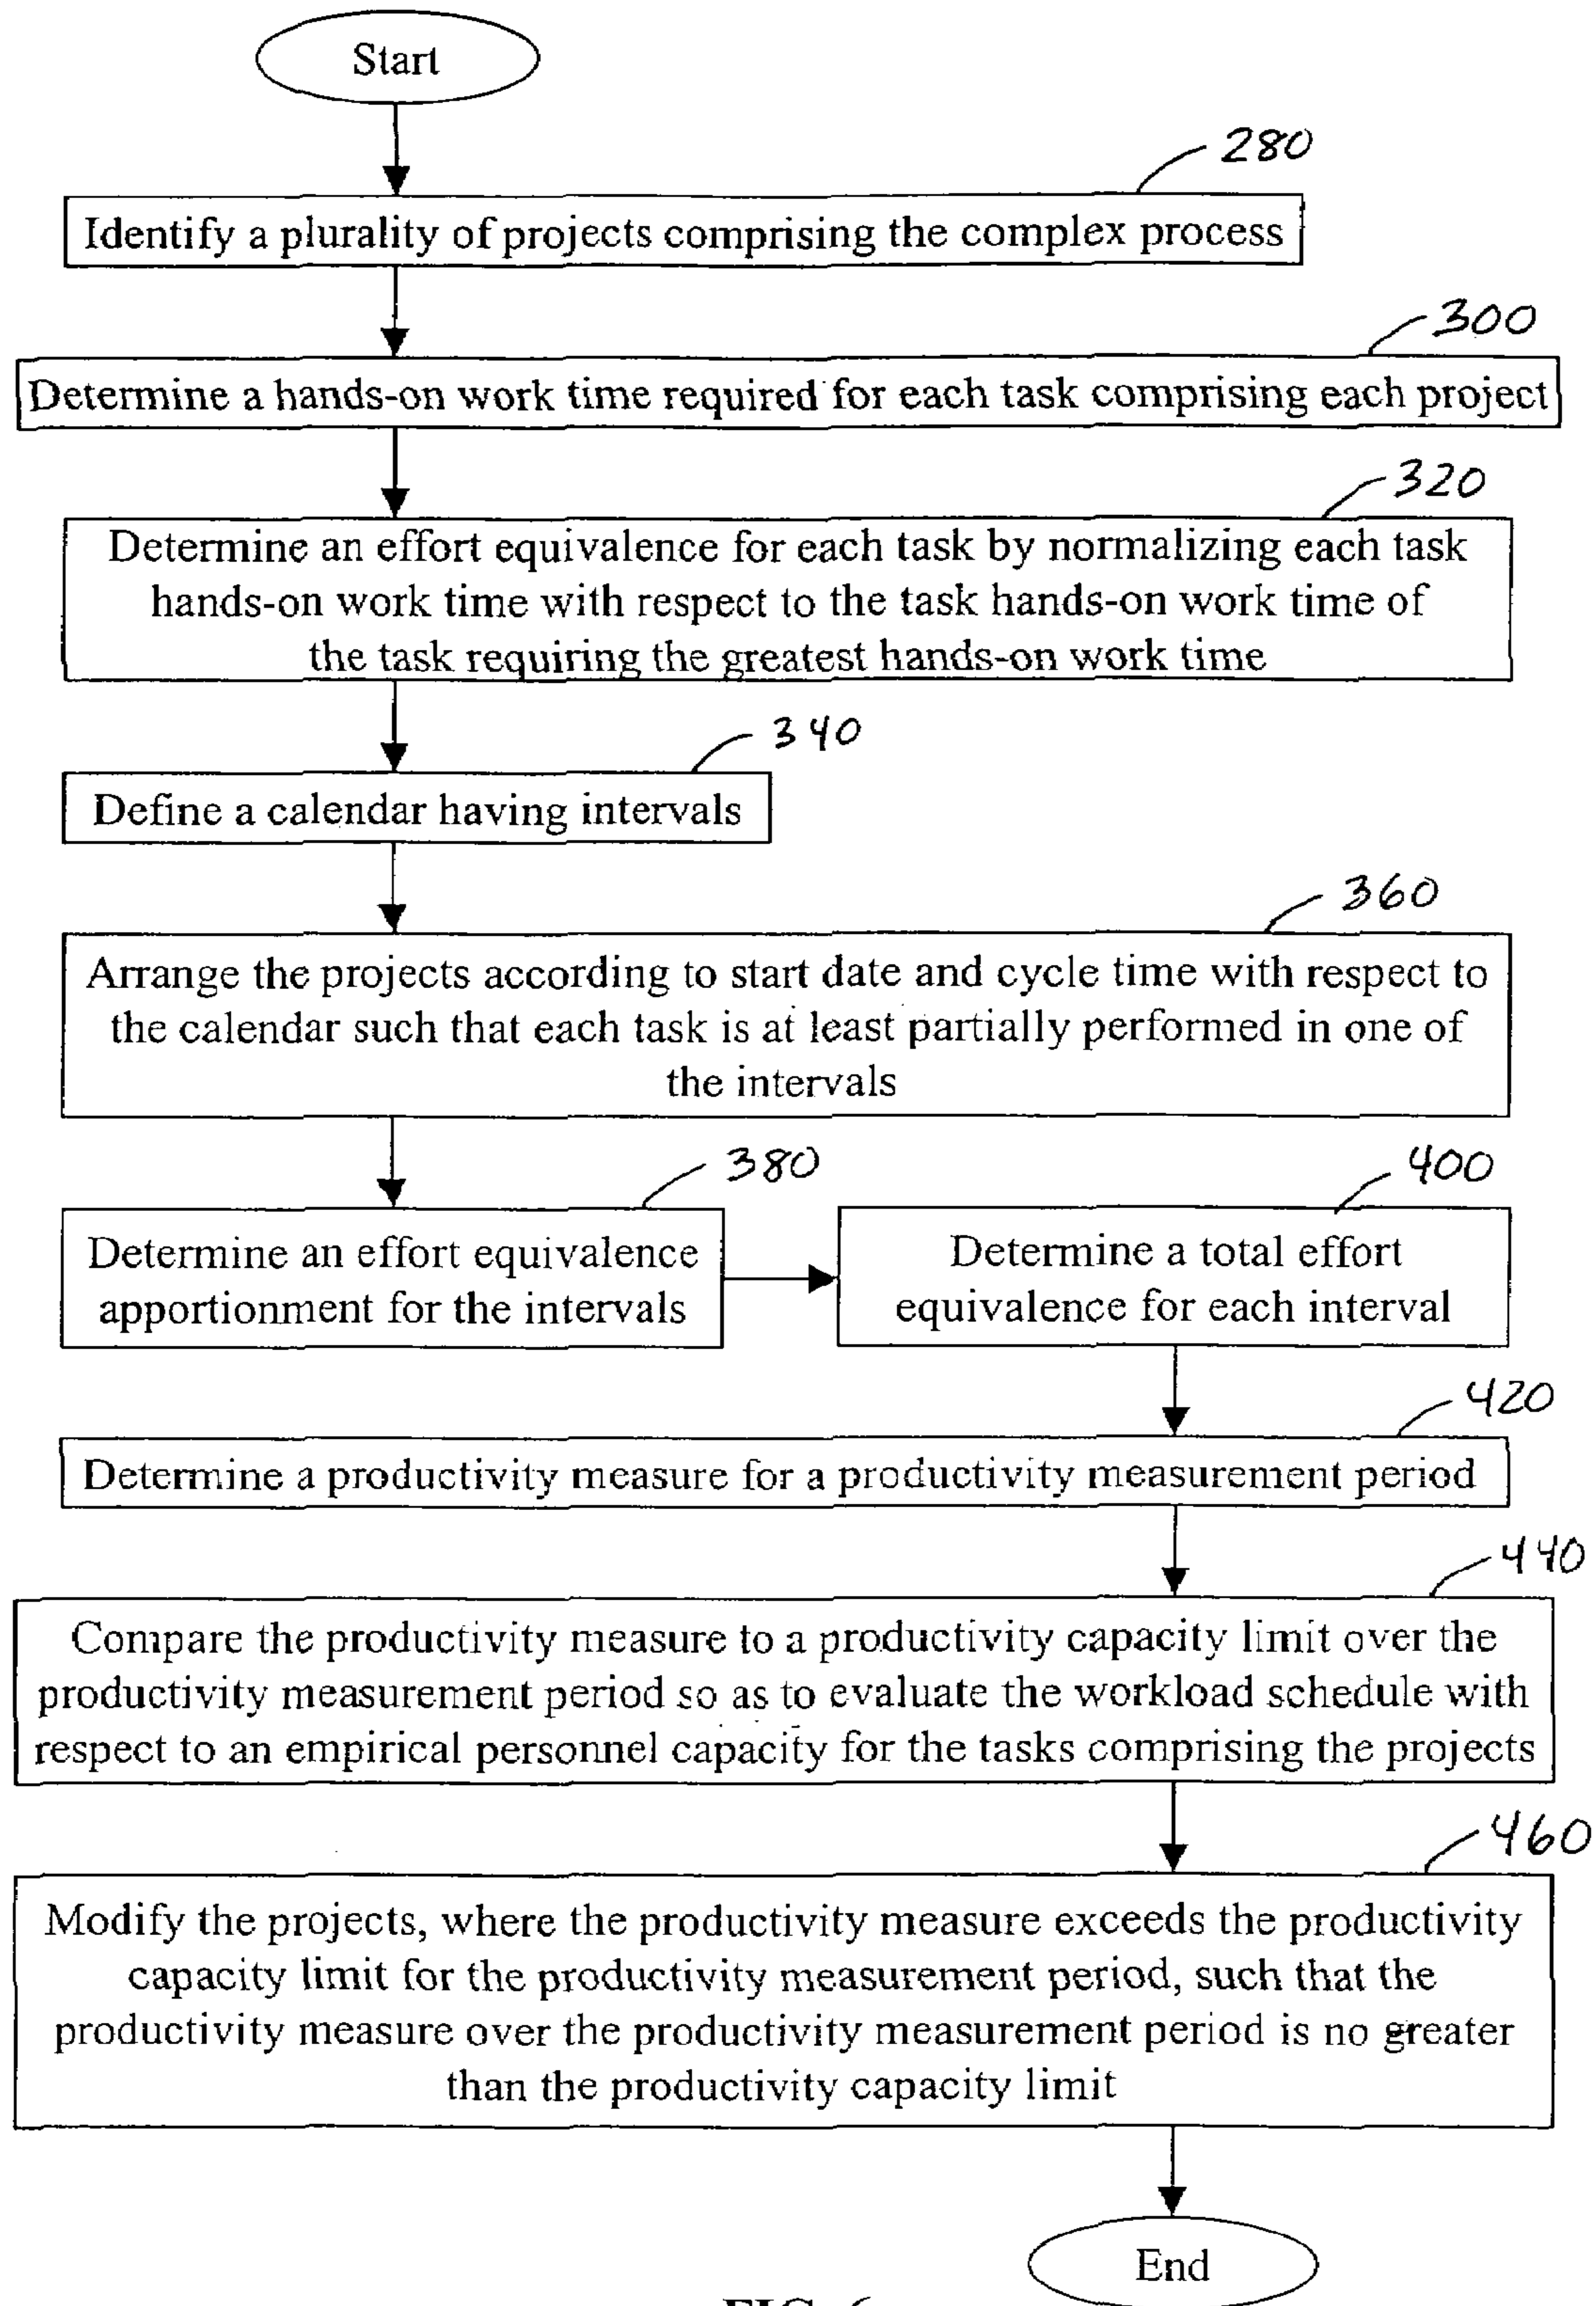 Start
280
Identify a plurality of projects comprising the complex process
300
Determine a hands-on work time required for each task comprising each project
320
Determine an effort equivalence for each task by normalizing each task
hands-on work time with respect to the task hands-on work time of
the task requiring the greatest hands-on work time
340
Define a calendar having intervals
360
Arrange the projects according to start date and cycle time with respect to
the calendar such that each task is at least partially performed in one of
the intervals
380
Determine an effort equivalence
apportionment for the intervals
400
Determine a total effort
equivalence for each interval
420
Determine a productivity measure for a productivity measurement period
440
Compare the productivity measure to a productivity capacity limit over the
productivity measurement period so as to evaluate the workload schedule with
respect to an empirical personnel capacity for the tasks comprising the projects
460
Modify the projects, where the productivity measure exceeds the productivity
capacity limit for the productivity measurement period, such that the
productivity measure over the productivity measurement period is no greater
than the productivity capacity limit
End